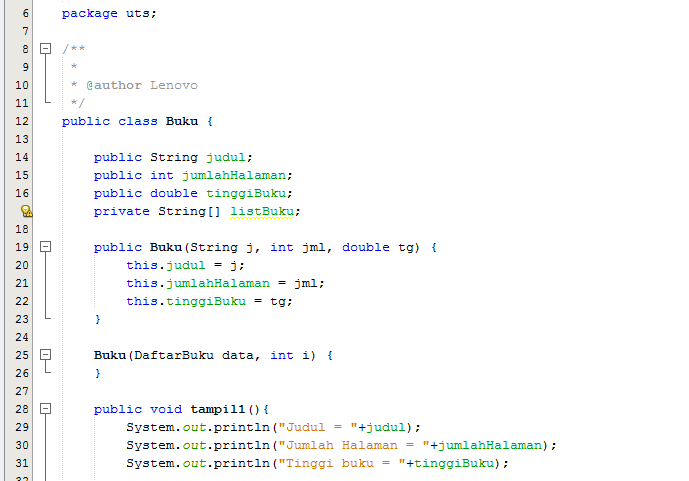 6 package uts;
7
8 /**
9 *
10 * @author Lenovo
11 */
12 public class Buku {
13
14 public String judul;
15 public int jumlahHalaman;
16 public double tinggiBuku;
private String[] listBuku;
18
19 public Buku(String j, int jml, double tg) {
20 this.judul = j;
21 this.jumlahHalaman = jml;
22 this.tinggiBuku = tg;
23 }
24
25 Buku(DaftarBuku data, int i) {
26 }
27
28 public void tampil1(){
29 System.out.println("Judul = "+judul);
30 System.out.println("Jumlah Halaman = "+jumlahHalaman);
31 System.out.println("Tinggi buku = "+tinggiBuku);